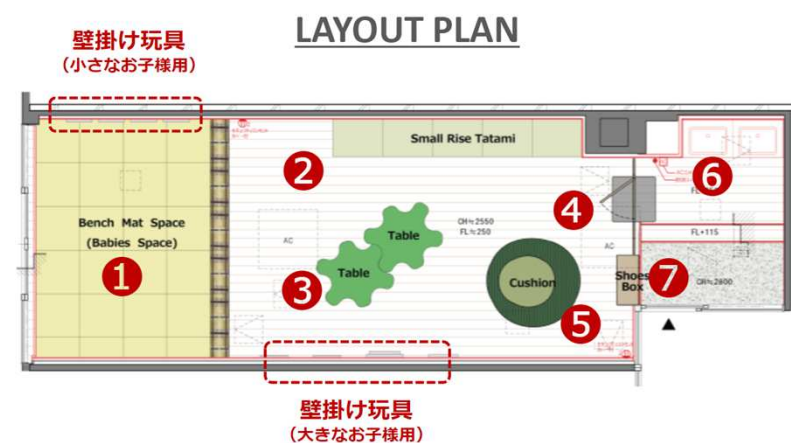 LAYOUT PLAN
壁掛け玩具
(小さなお子様用)
Small Rise Tatami
2
6
4
Bench Mat Space
(Babies Space)
Table
CH≒2550
FL≒250
FL+115
AC
AC
1
Table
3
Cushion
Shoes
Box
7
CH≒2800
5
壁掛け玩具
(大きなお子様用)